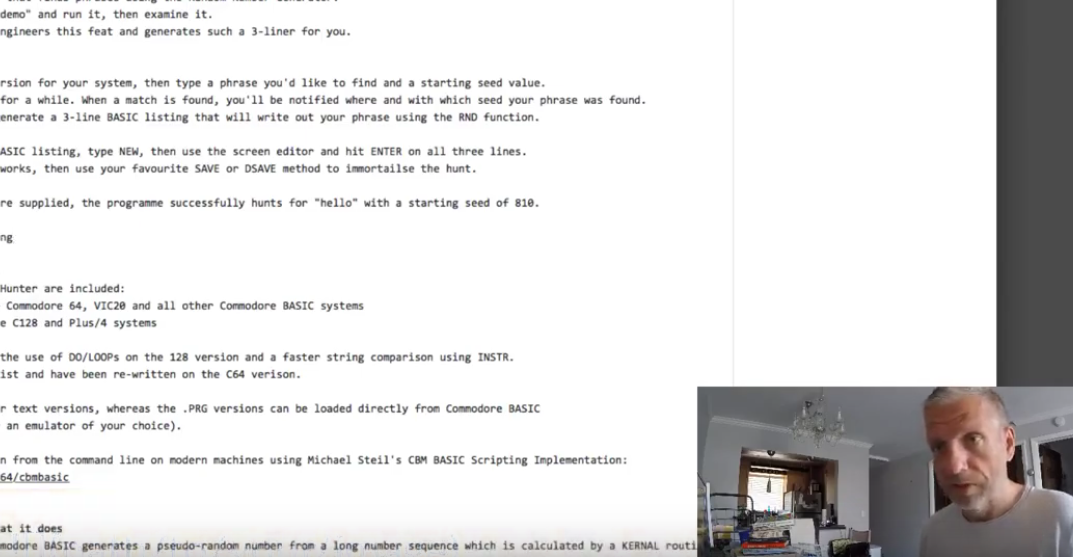 demo" and run it, then examine it.
ngineers this feat and generates such a 3-liner for you.
rsion for your system, then type a phrase you'd like to find and a starting seed value.
for a while. When a match is found, you'll be notified where and with which seed your phrase was found.
enerate a 3-line BASIC listing that will write out your phrase using the RND function.
ASIC listing, type NEW, then use the screen editor and hit ENTER on all three lines.
works, then use your favourite SAVE or DSAVE method to immortailse the hunt.
re supplied, the programme successfully hunts for "hello" with a starting seed of 810.
ng
Hunter are included:
Commodore 64, VIC20 and all other Commodore BASIC systems
e C128 and Plus/4 systems
the use of DO/LOOPs on the 128 version and a faster string comparison using INSTR.
ist and have been re-written on the C64 verison.
r text versions, whereas the .PRG versions can be loaded directly from Commodore BASIC
an emulator of your choice).
n from the command line on modern machines using Michael Steil's CBM BASIC Scripting Implementation:
64/cbmbasic
at it does
modore BASIC generates a pseudo-random number from a long number sequence which is calculated by a KERNAL routi